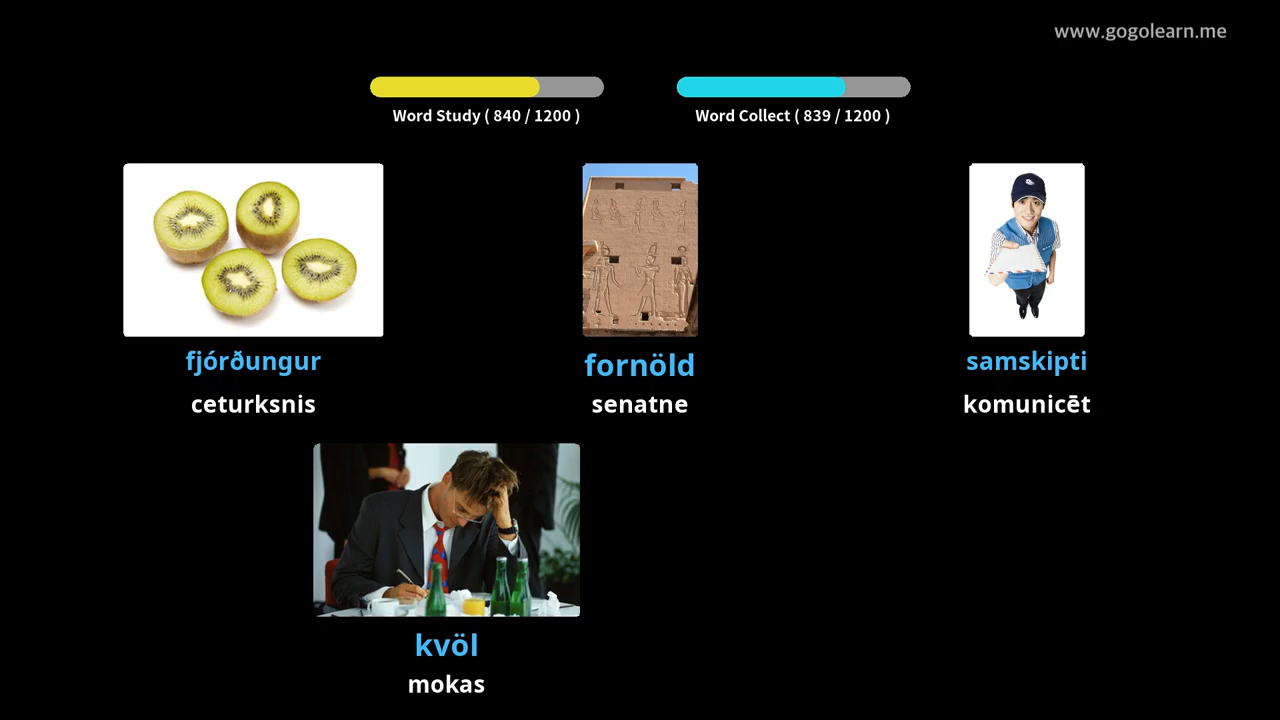 www.gogolearn.me
Word Study ( 840 / 1200 )
Word Collect ( 839 / 1200 )
fjórðungur
ceturksnis
fornöld
senatne
samskipti
komunicēt
kvöl
mokas